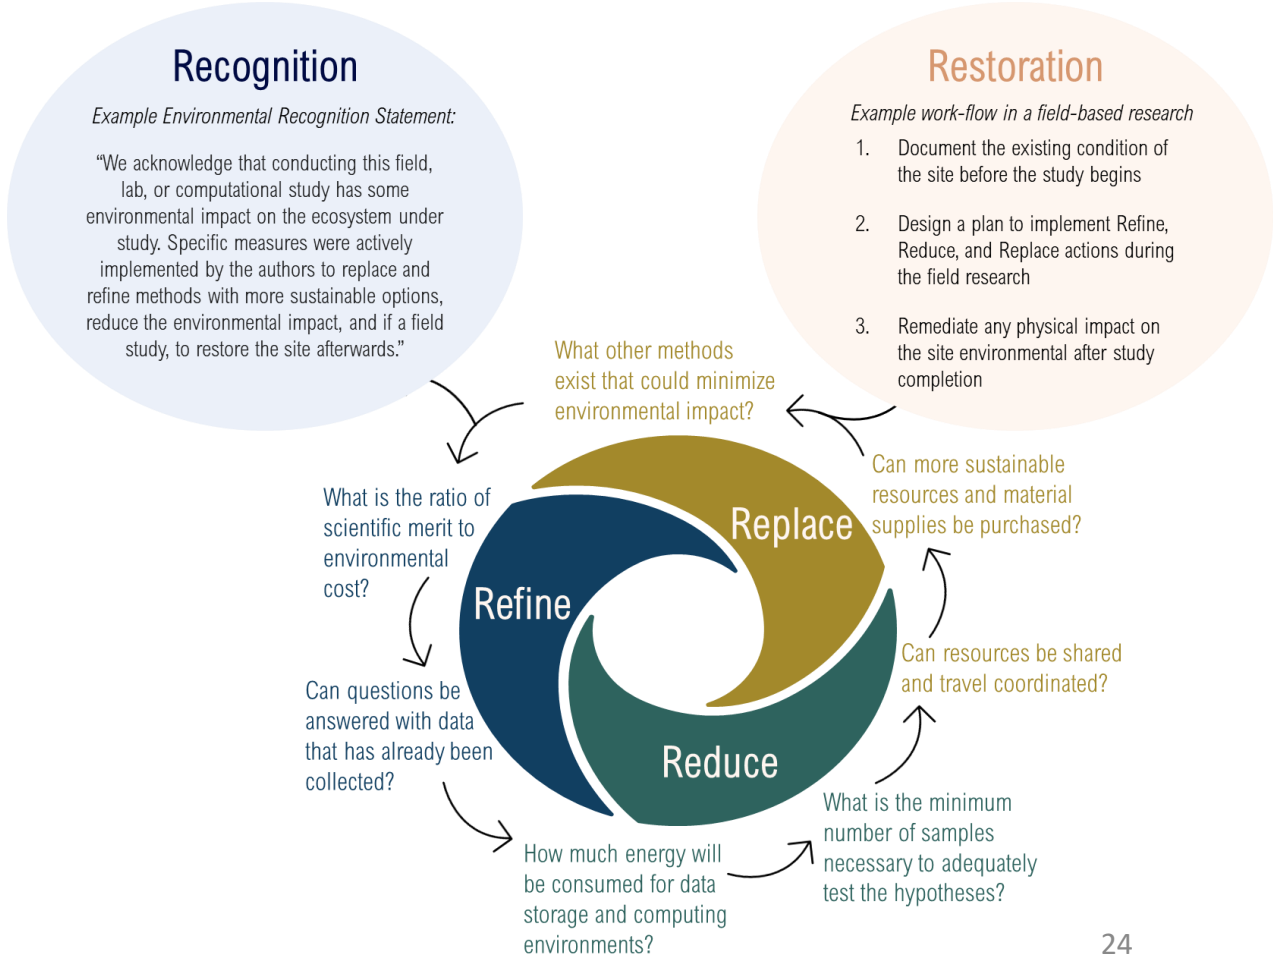 Recognition
Example Environmental Recognition Statement:
“We acknowledge that conducting this field,
lab, or computational study has some
environmental impact on the ecosystem under
study. Specific measures were actively
implemented by the authors to replace and
refine methods with more sustainable options,
reduce the environmental impact, and if a field
study, to restore the site afterwards.”
Restoration
Example work-flow in a field-based research
1. Document the existing condition of
the site before the study begins
2. Design a plan to implement Refine,
Reduce, and Replace actions during
the field research
3. Remediate any physical impact on
the site environmental after study
completion
What other methods
exist that could minimize
environmental impact?
Can more sustainable
resources and material
supplies be purchased?
What is the ratio of
scientific merit to
environmental
cost?
Replace
Refine
Can resources be shared
and travel coordinated?
Can questions be
answered with data
that has already been
collected?
Reduce
What is the minimum
number of samples
necessary to adequately
test the hypotheses?
How much energy will
be consumed for data
storage and computing
environments?
24